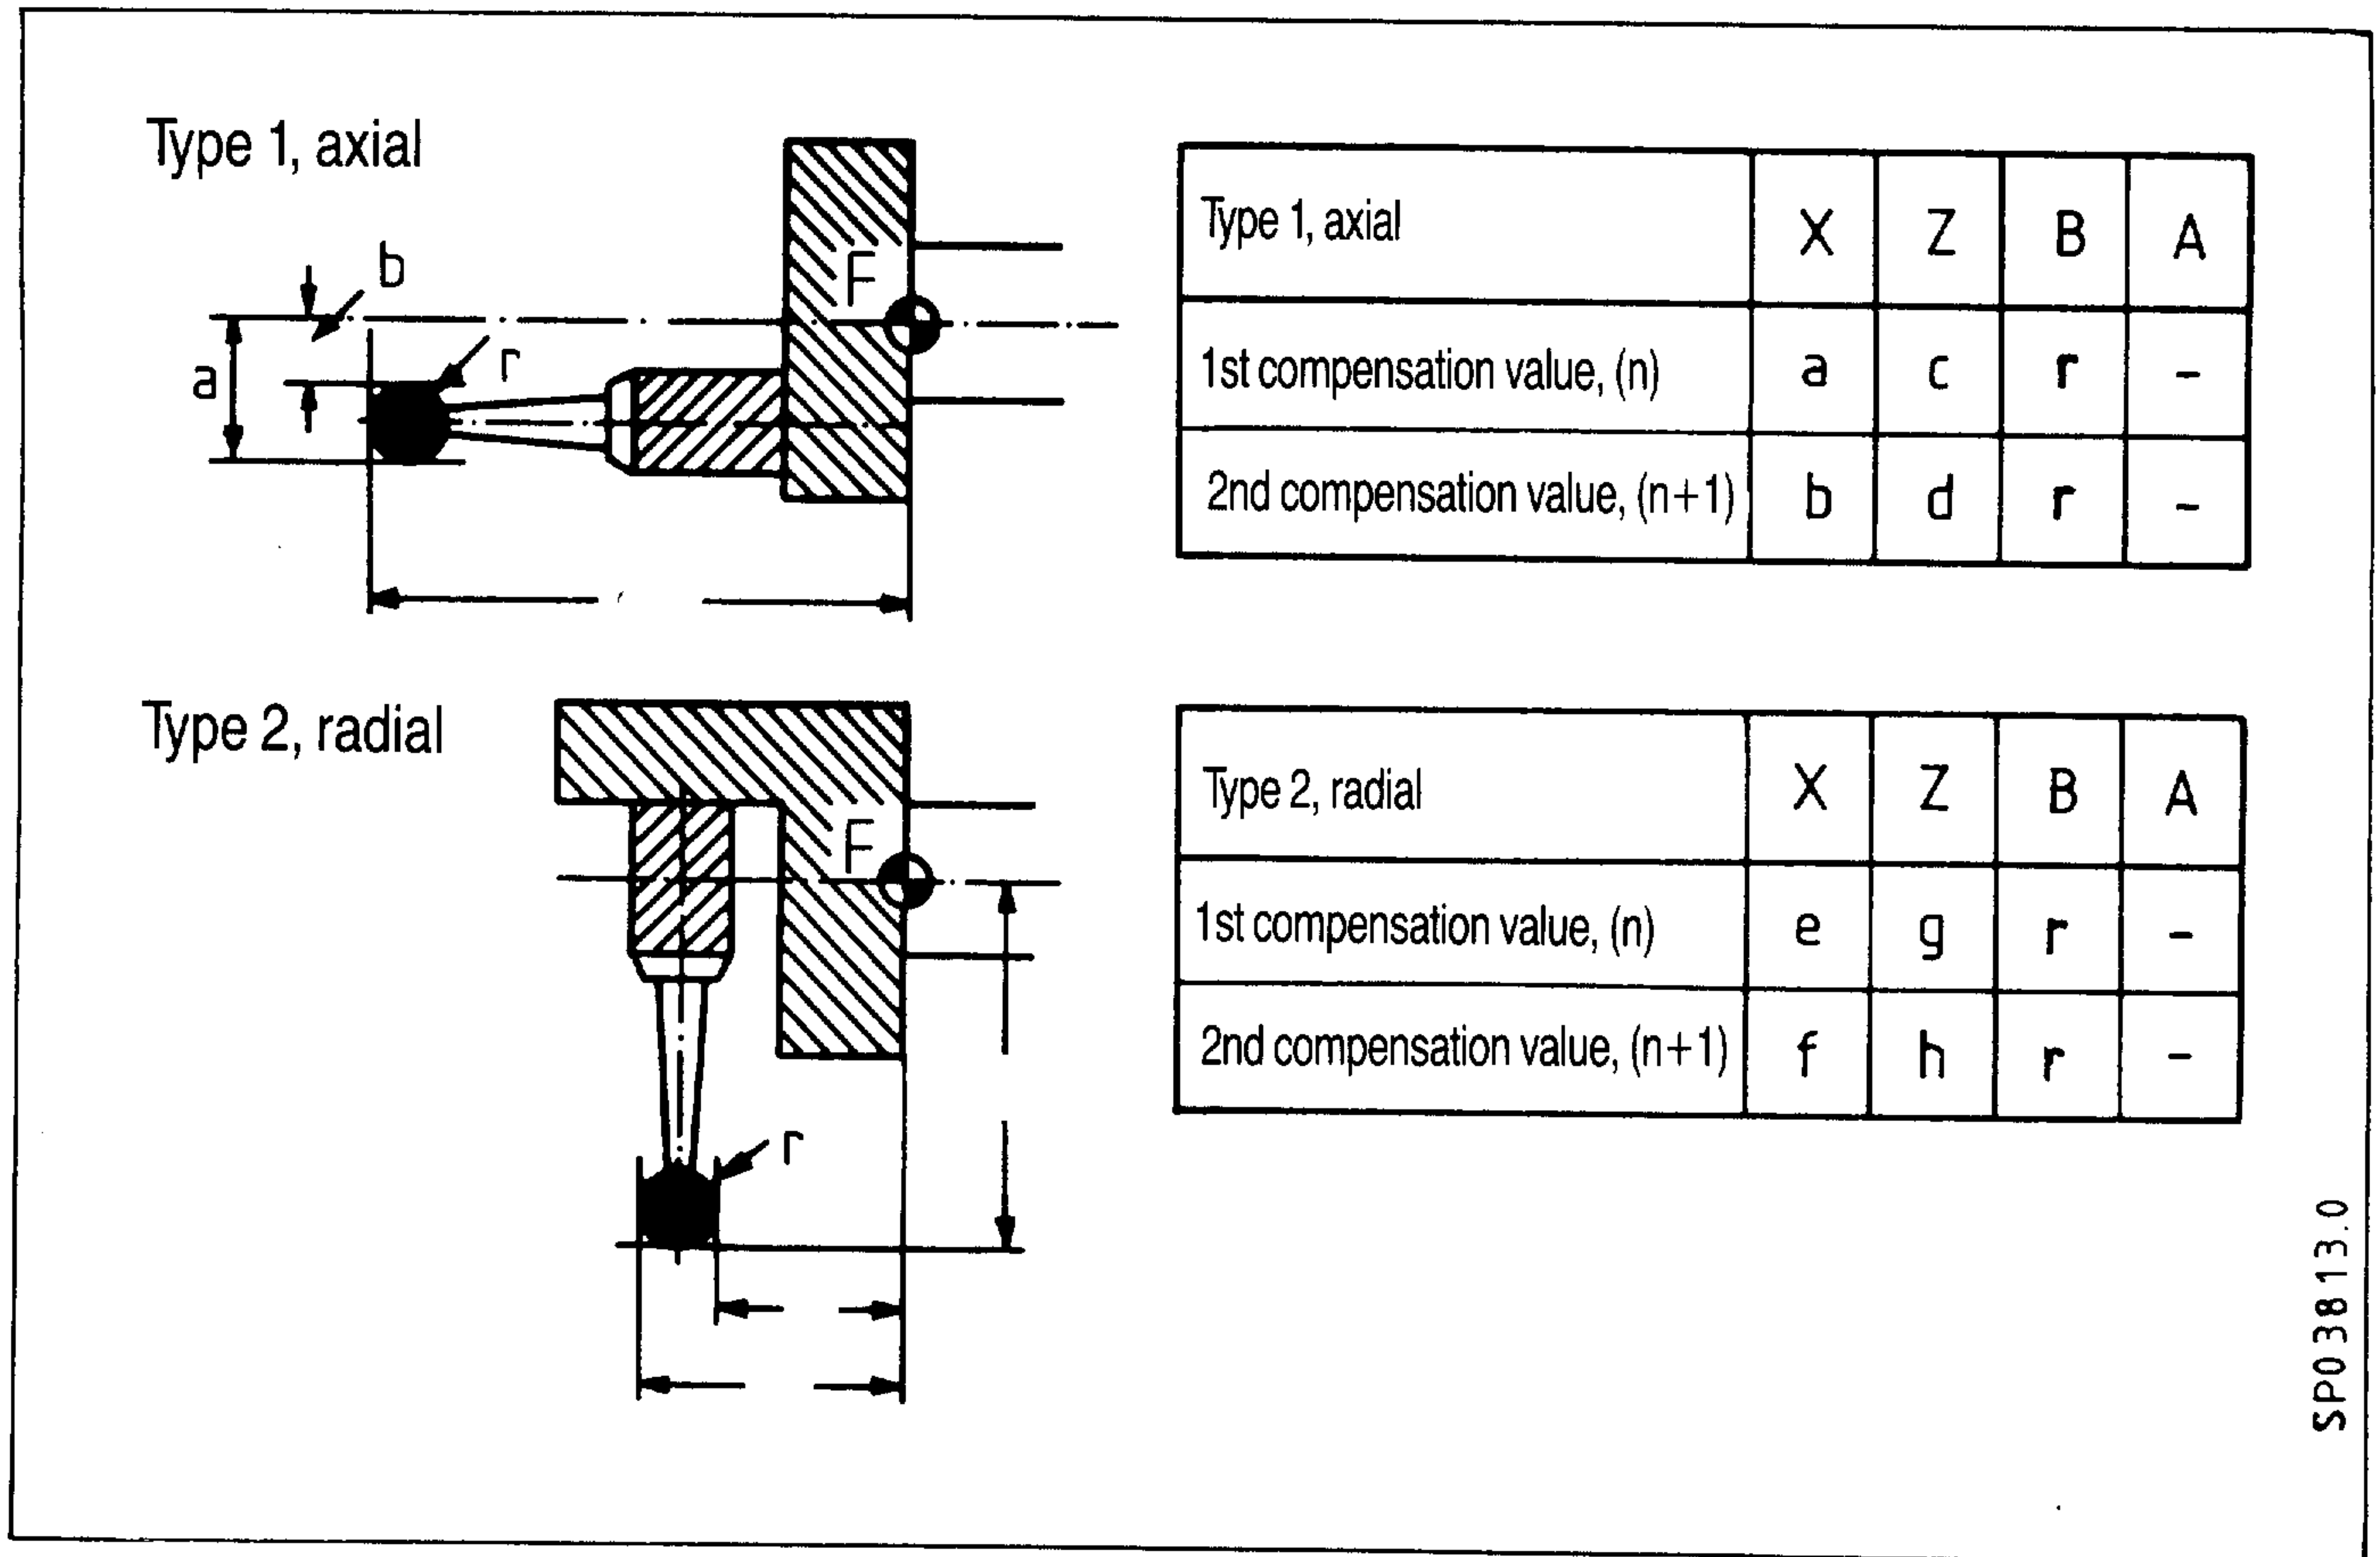 Type 1, axial
b
F
a
r
Type 1, axial X Z B A
1st compensation value, (n) a c r -
2nd compensation value, (n+1) b d r -
Type 2, radial
F
r
Type 2, radial X Z B A
1st compensation value, (n) e g r -
2nd compensation value, (n+1) f h r -
SP03813.0